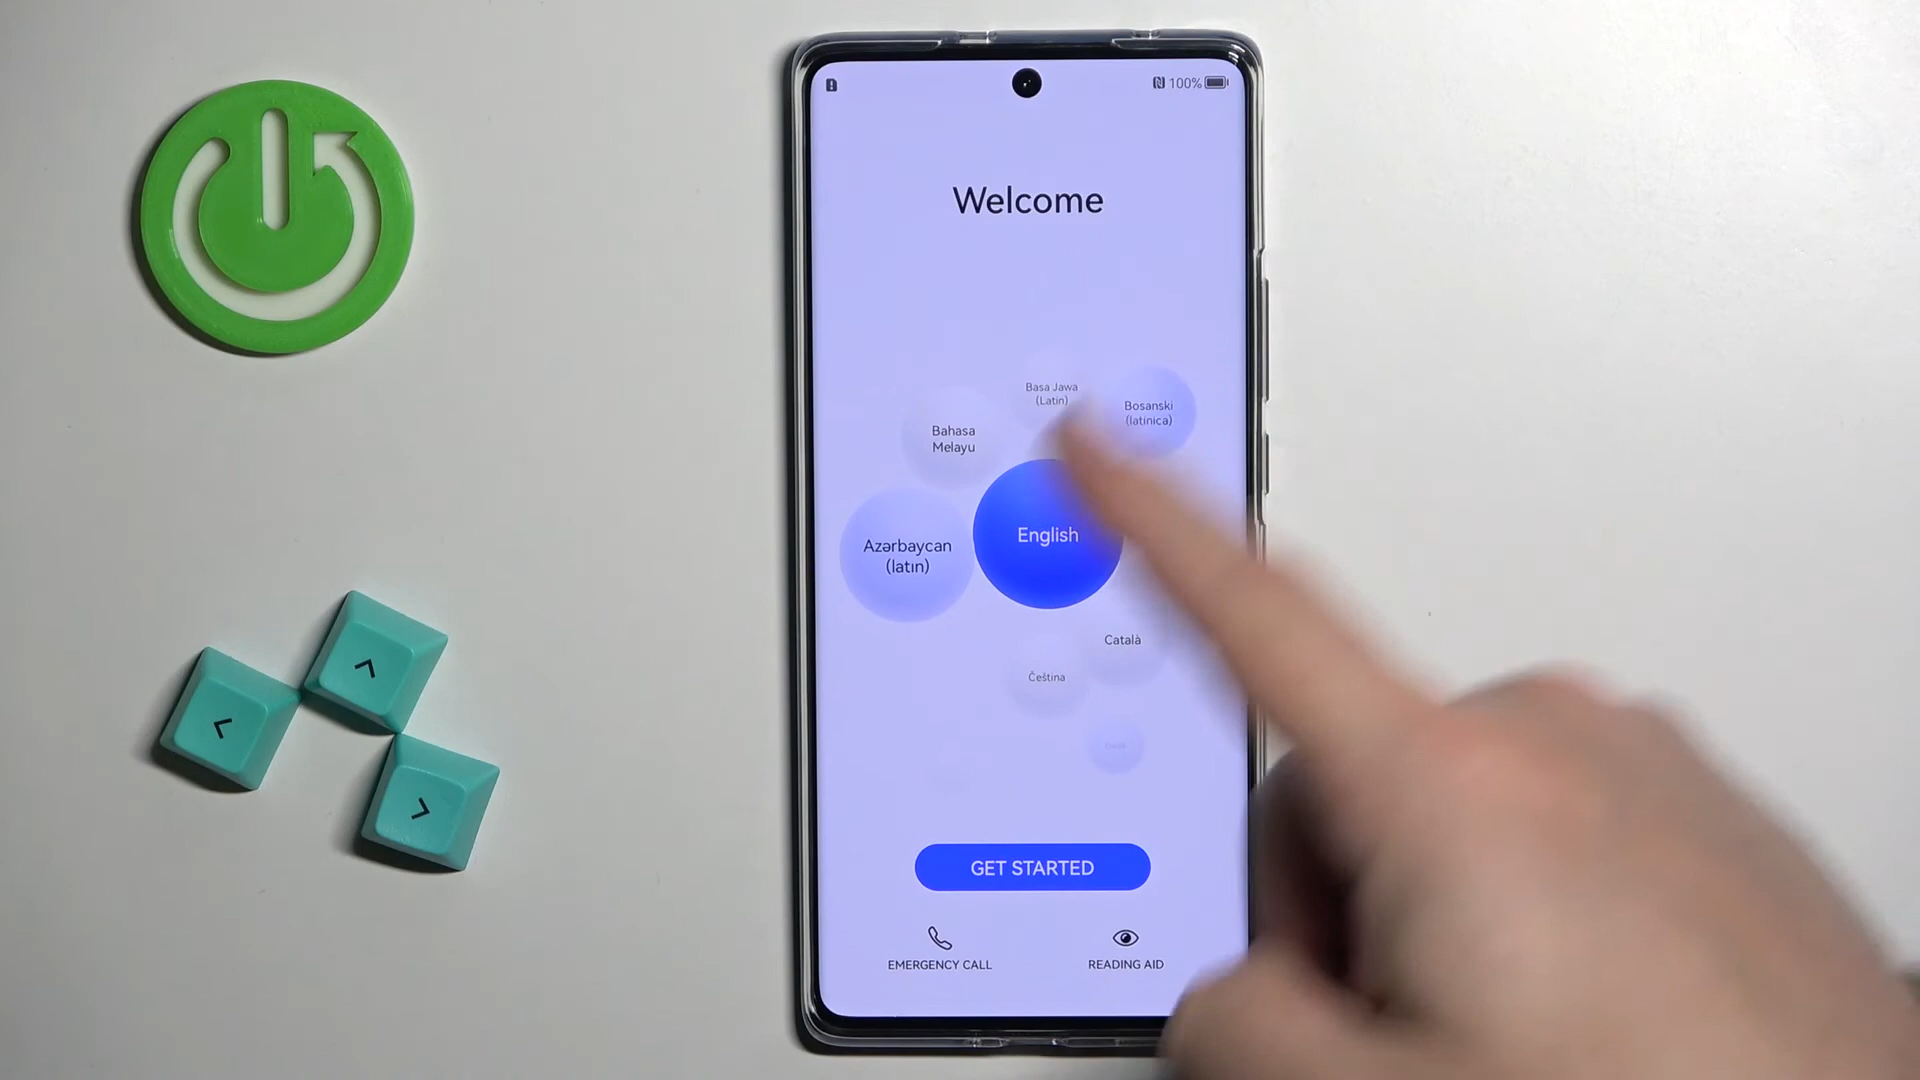 100%
Welcome
Basa Jawa
(Latin)
Bosanski
(latinica)
Bahasa
Melayu
English
Azərbaycan
(latın)
Català
Čeština
GET STARTED
EMERGENCY CALL
READING AID
<
^
>